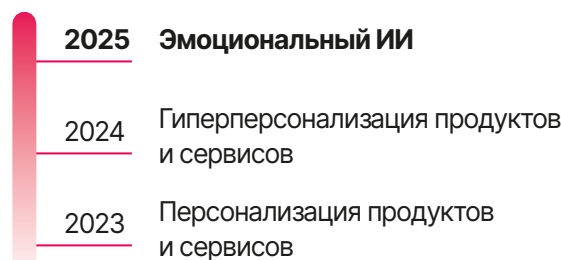 2025 Эмоциональный ИИ
2024 Гиперперсонализация продуктов
и сервисов
2023 Персонализация продуктов
и сервисов